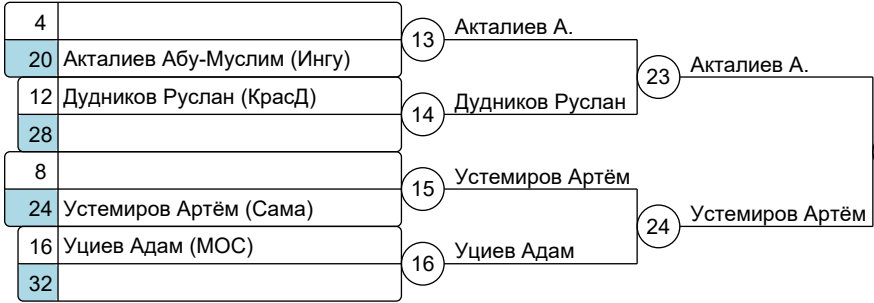 4
20 Акталиев Абу-Муслим (Ингу)
12 Дудников Руслан (КрасД)
28
8
24 Устемиров Артём (Сама)
16 Уциев Адам (МОС)
32
13
Акталиев А.
14
Дудников Руслан
15
Устемиров Артём
16
Уциев Адам
23
Акталиев А.
24
Устемиров Артём